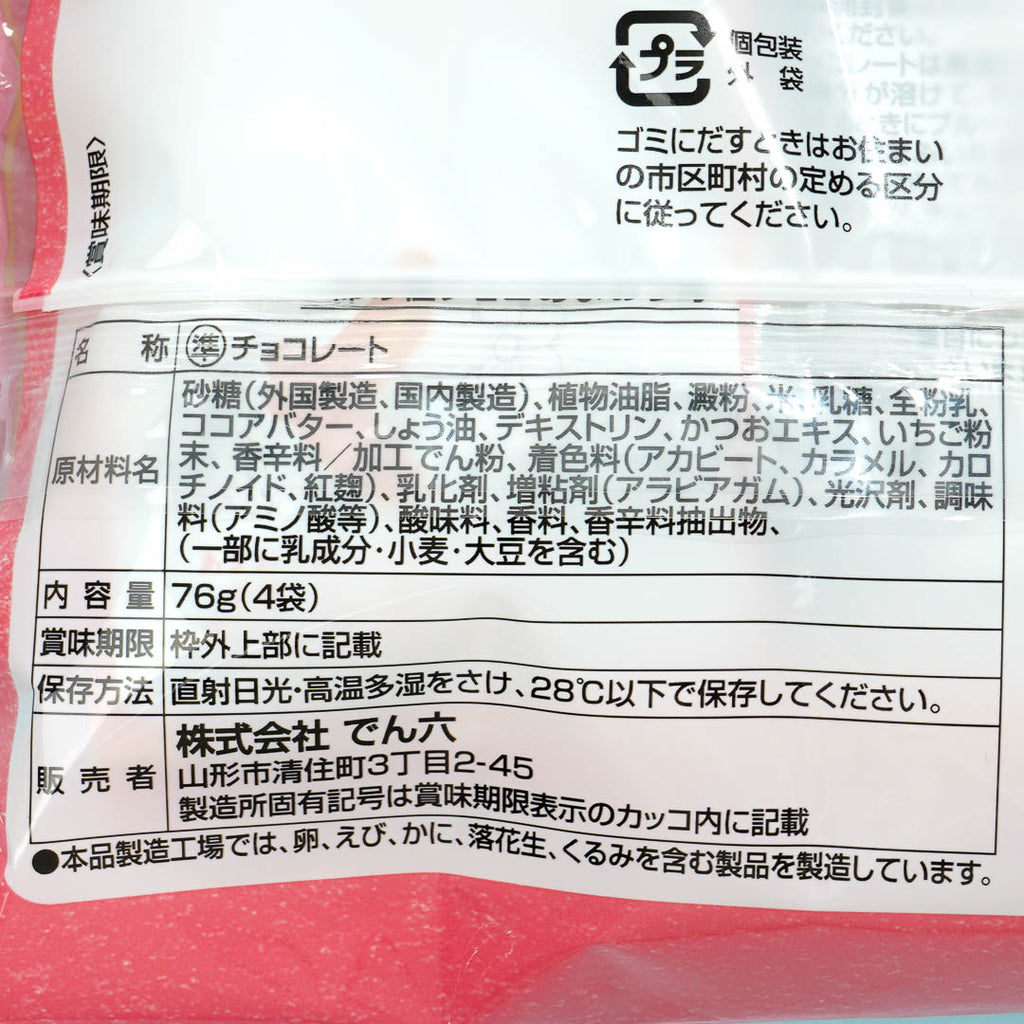 プラ
個包装
外 袋
ゴミにだすときはお住まい
の市区町村の定める区分
に従ってください。
〈賞味期限〉
名 称 ㊡チョコレート
原材料名 砂糖(外国製造、国内製造)、植物油脂、澱粉、米、乳糖、全粉乳、
ココアバター、しょう油、デキストリン、かつおエキス、いちご粉
末、香辛料／加工でん粉、着色料(アカビート、カラメル、カロ
チノイド、紅麹)、乳化剤、増粘剤(アラビアガム)、光沢剤、調味
料(アミノ酸等)、酸味料、香料、香辛料抽出物、
(一部に乳成分・小麦・大豆を含む)
内容量 76g(4袋)
賞味期限 枠外上部に記載
保存方法 直射日光・高温多湿をさけ、28℃以下で保存してください。
販売者 株式会社 でん六
山形市清住町3丁目2-45
製造所固有記号は賞味期限表示のカッコ内に記載
●本品製造工場では、卵、えび、かに、落花生、くるみを含む製品を製造しています。